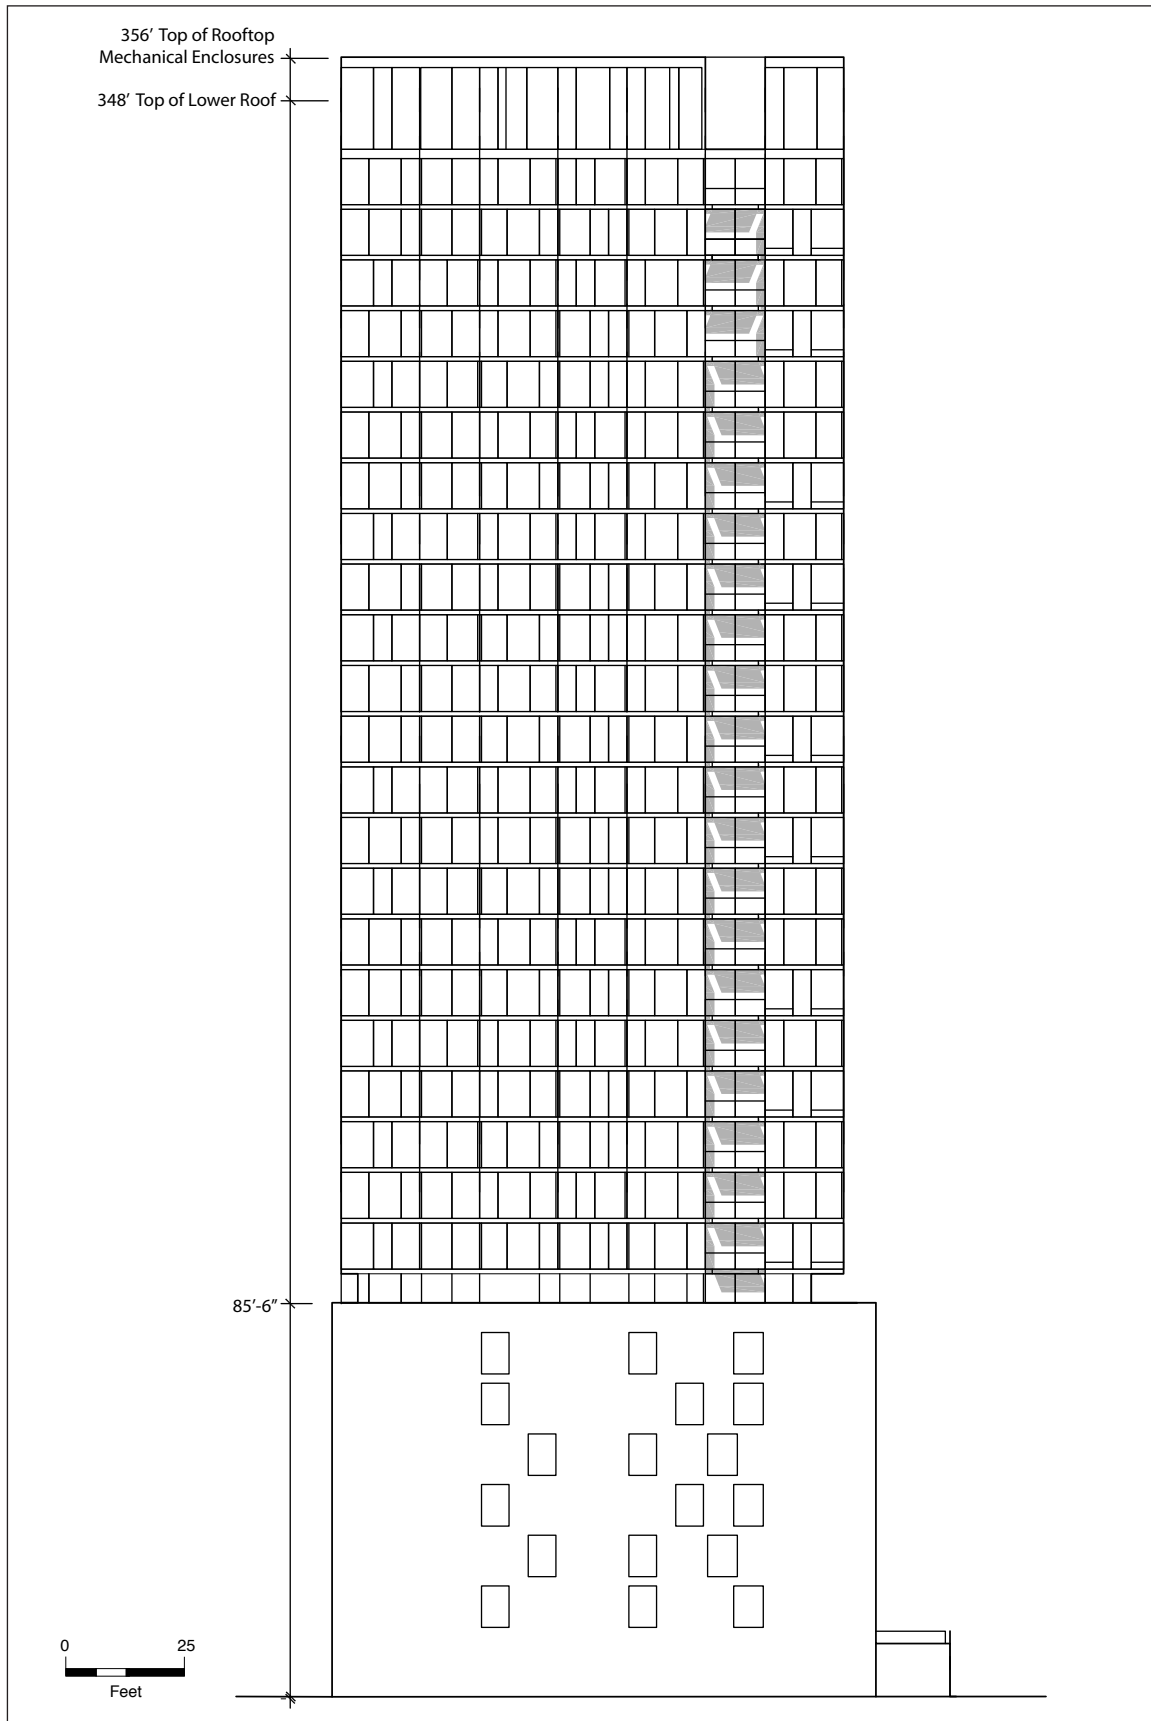 356’ Top of Rooftop
Mechanical Enclosures
348’ Top of Lower Roof
85’-6”
0 25
Feet